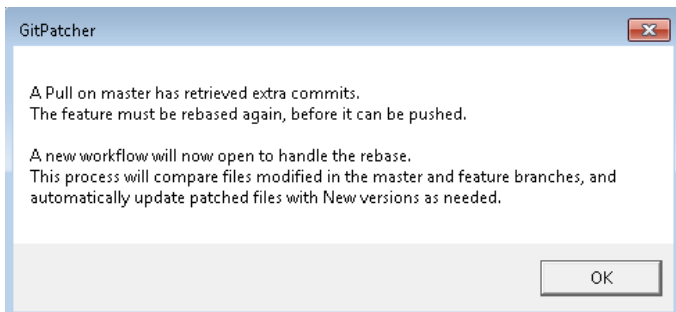 GitPatcher
A Pull on master has retrieved extra commits.
The feature must be rebased again, before it can be pushed.
A new workflow will now open to handle the rebase.
This process will compare files modified in the master and feature branches, and
automatically update patched files with New versions as needed.
OK